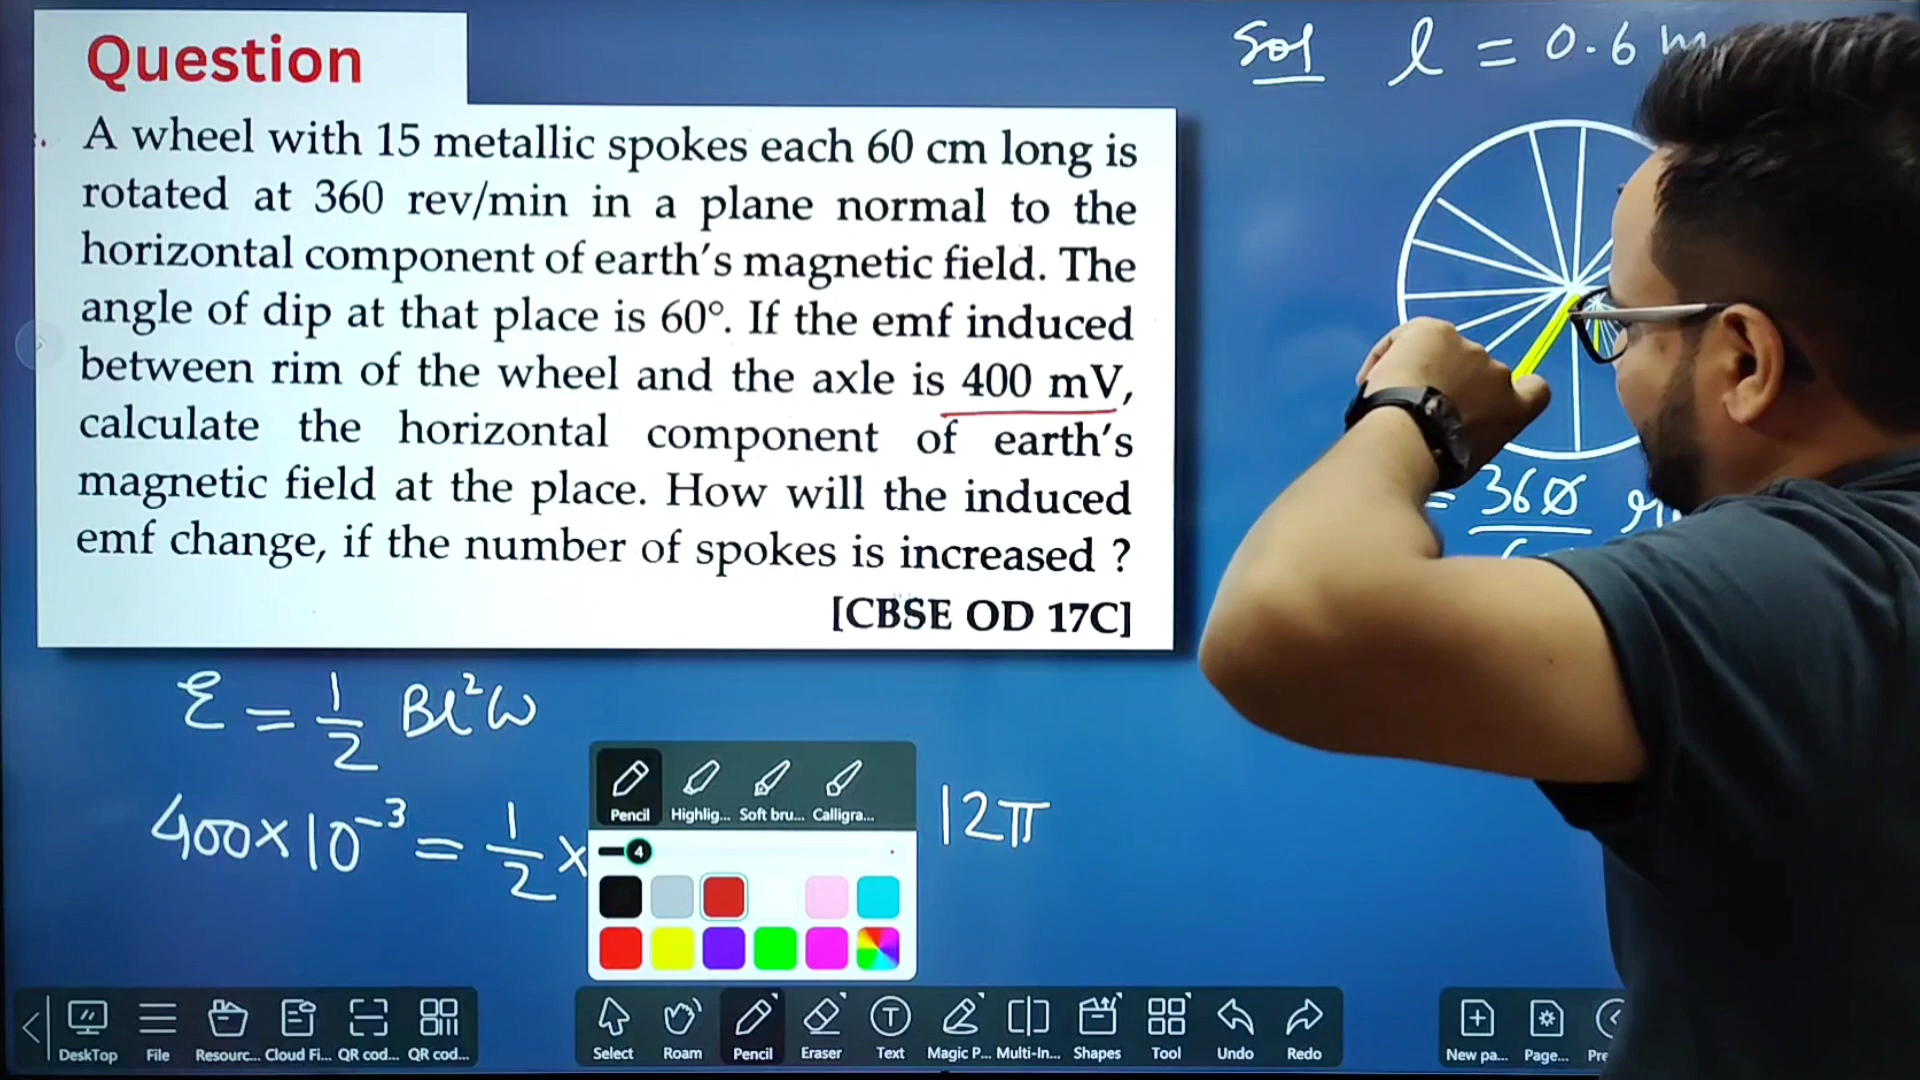 Question
A wheel with 15 metallic spokes each 60 cm long is
rotated at 360 rev/min in a plane normal to the
horizontal component of earth's magnetic field. The
angle of dip at that place is 60°. If the emf induced
between rim of the wheel and the axle is 400 mV,
calculate the horizontal component of earth's
magnetic field at the place. How will the induced
emf change, if the number of spokes is increased ?
[CBSE OD 17C]
Sol l = 0.6 m
= 360
ε = 1/2 Bl²ω
400×10⁻³ = 1/2 × 12π
Pencil Highlig... Soft bru... Calligra...
4
DeskTop File Resourc... Cloud Fi... QR cod... QR cod...
Select Roam Pencil Eraser Text Magic P... Multi-In... Shapes Tool Undo Redo
New pa... Page... Pre